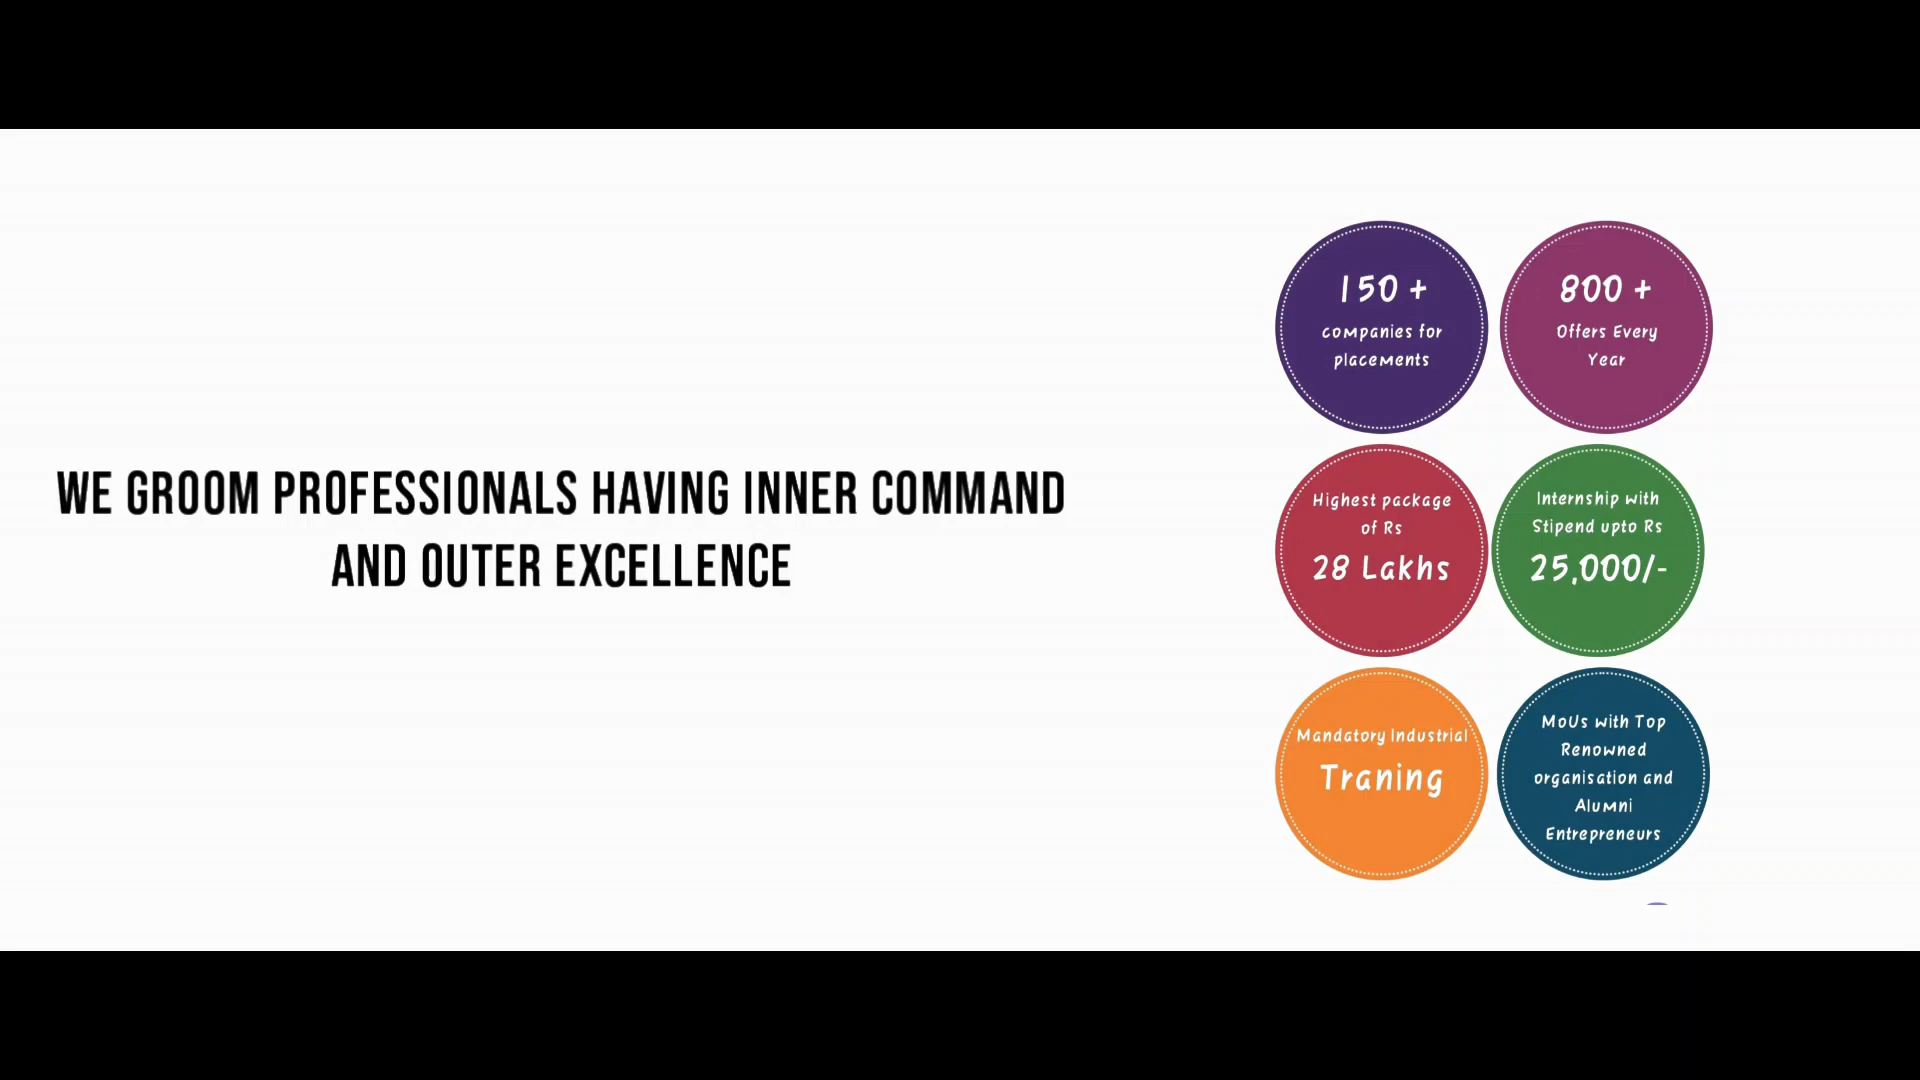 WE GROOM PROFESSIONALS HAVING INNER COMMAND
AND OUTER EXCELLENCE
150 +
companies for
placements
800 +
Offers Every
Year
Highest package
of Rs
28 Lakhs
Internship with
Stipend upto Rs
25,000/-
Mandatory Industrial
Traning
MoUs with Top
Renowned
organisation and
Alumni
Entrepreneurs